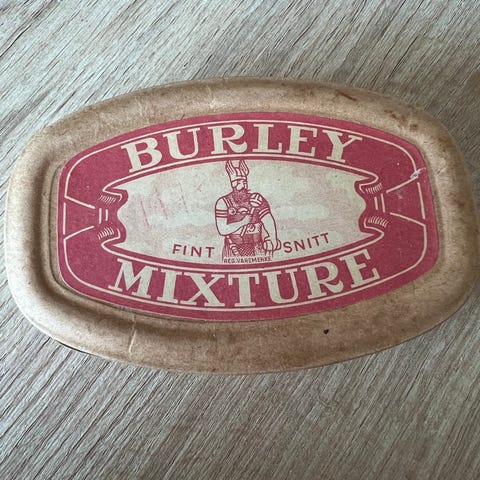 BURLEY
FINT SNITT
REG. VAREMERKE
MIXTURE